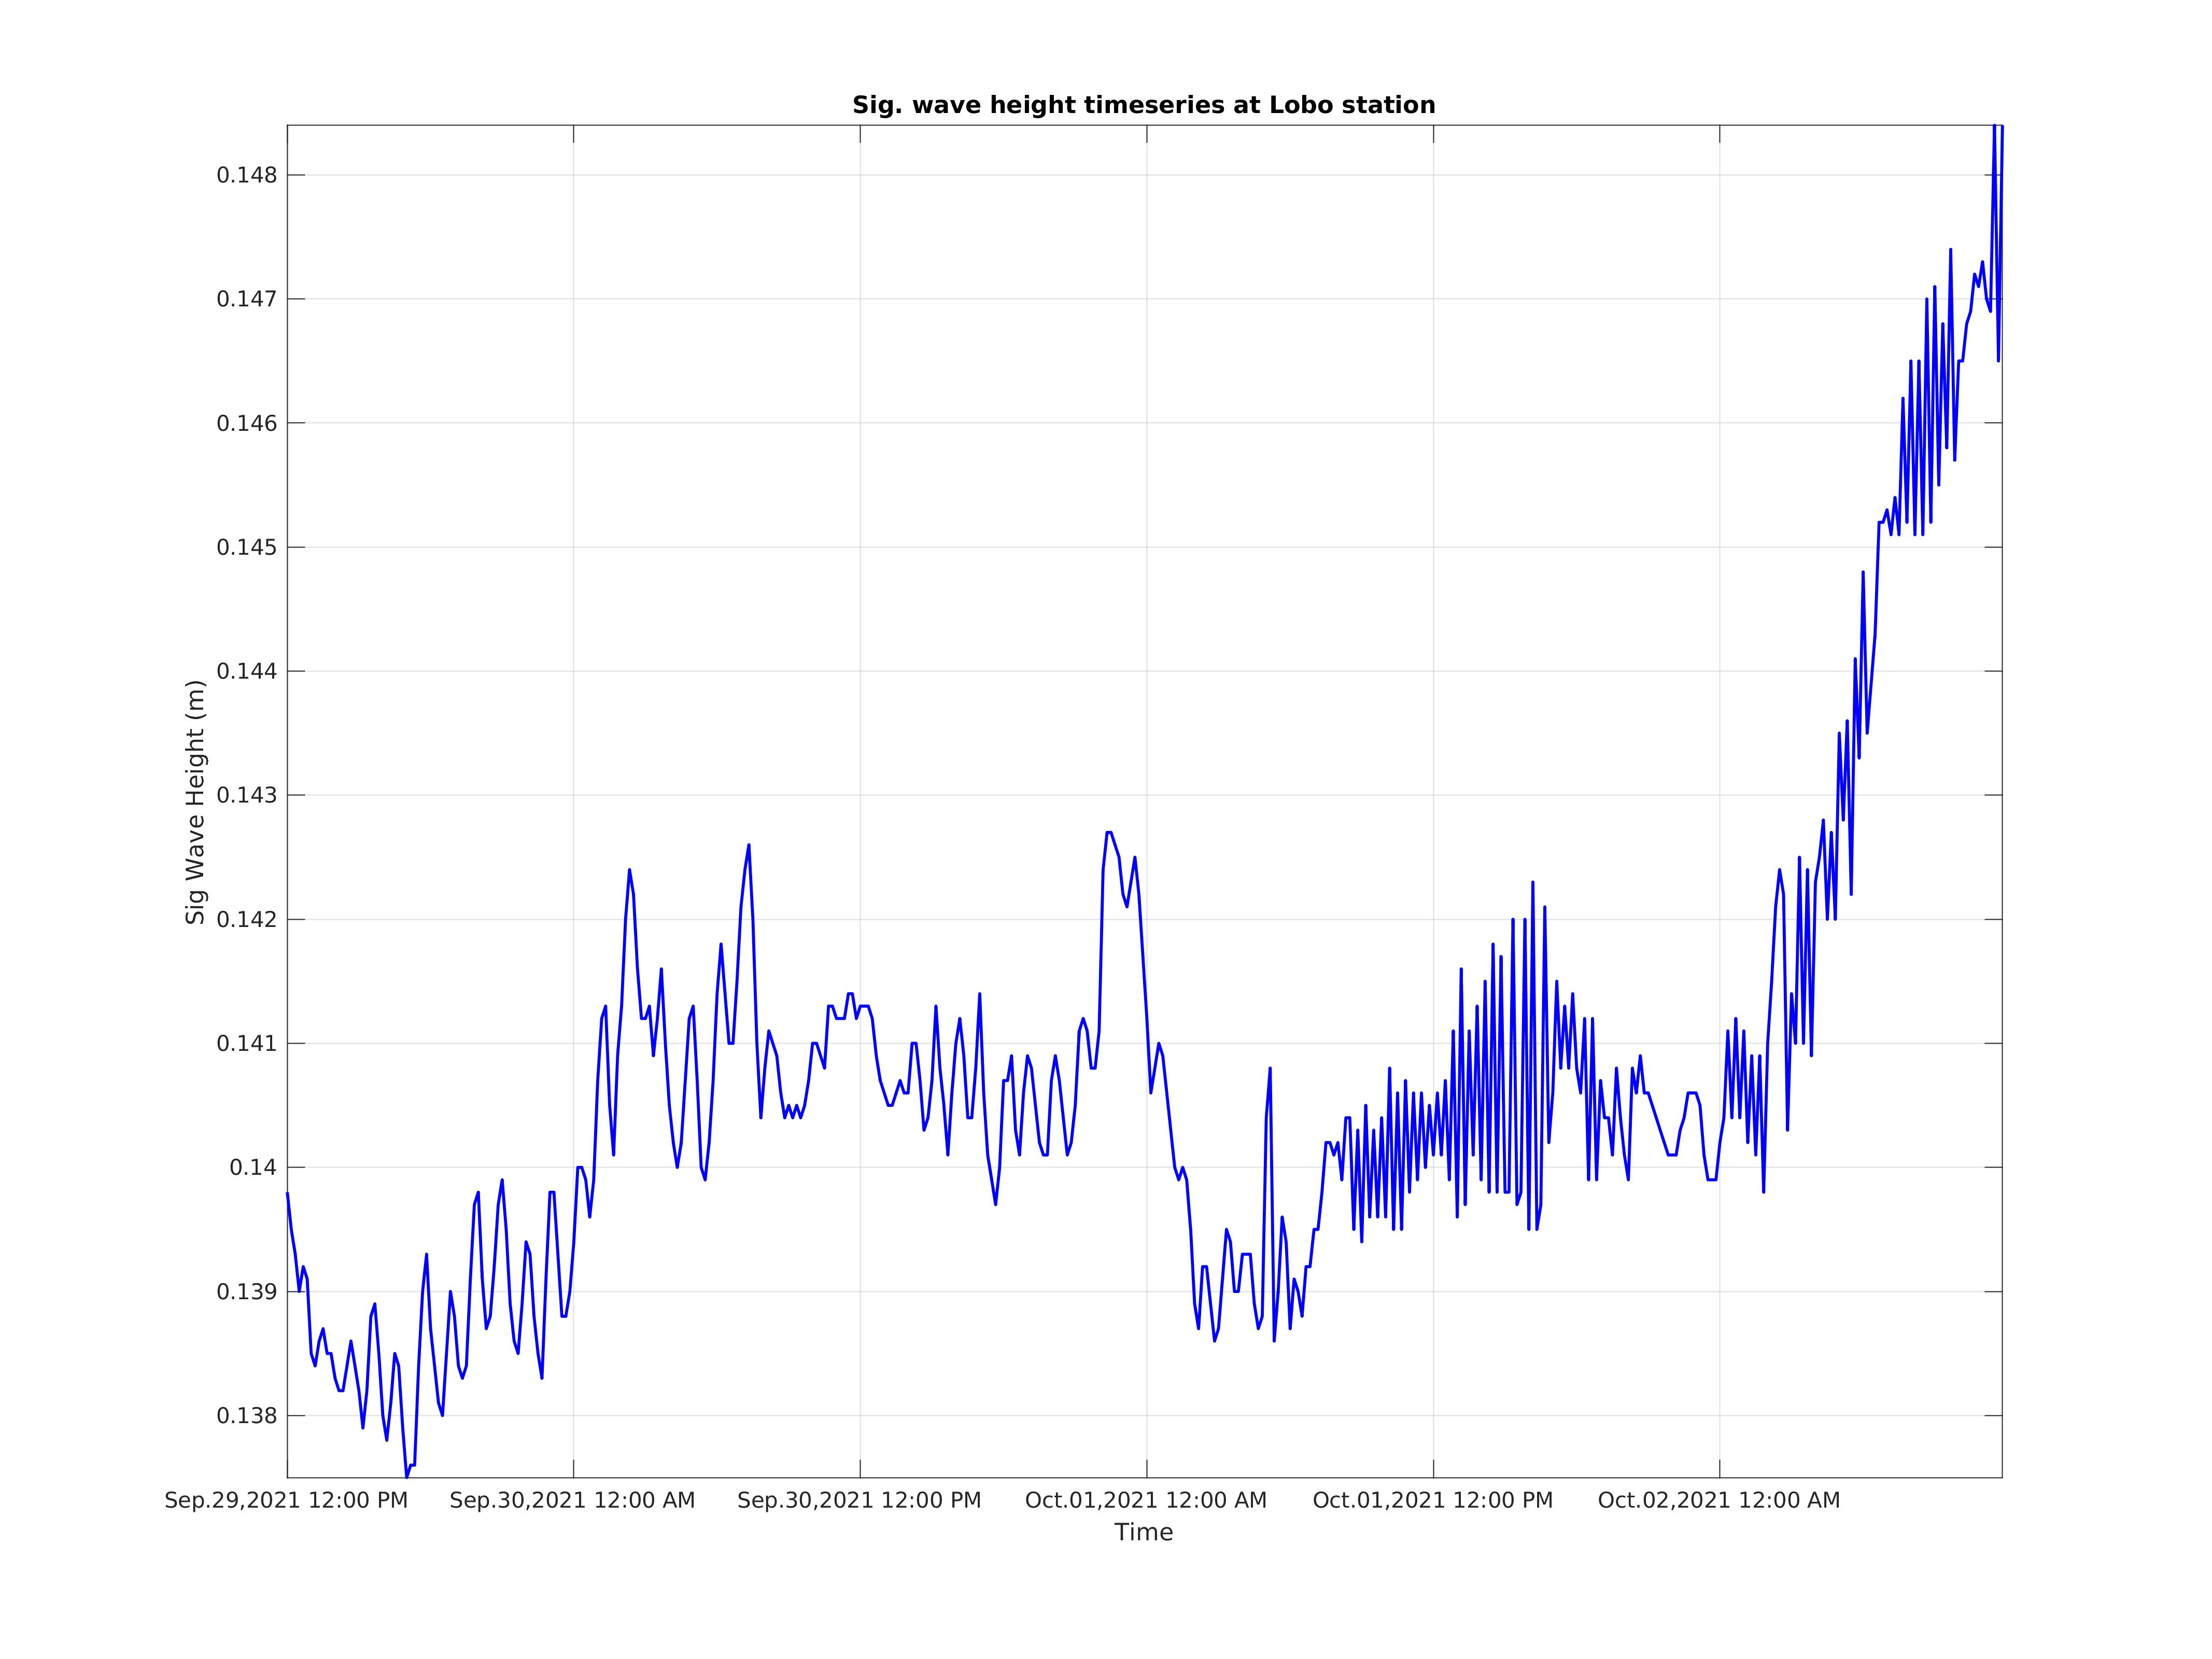 Sig. wave height timeseries at Lobo station
0.148
0.147
0.146
0.145
0.144
0.143
0.142
0.141
0.14
0.139
0.138
Sig Wave Height (m)
Sep.29,2021 12:00 PM Sep.30,2021 12:00 AM Sep.30,2021 12:00 PM Oct.01,2021 12:00 AM Oct.01,2021 12:00 PM Oct.02,2021 12:00 AM
Time